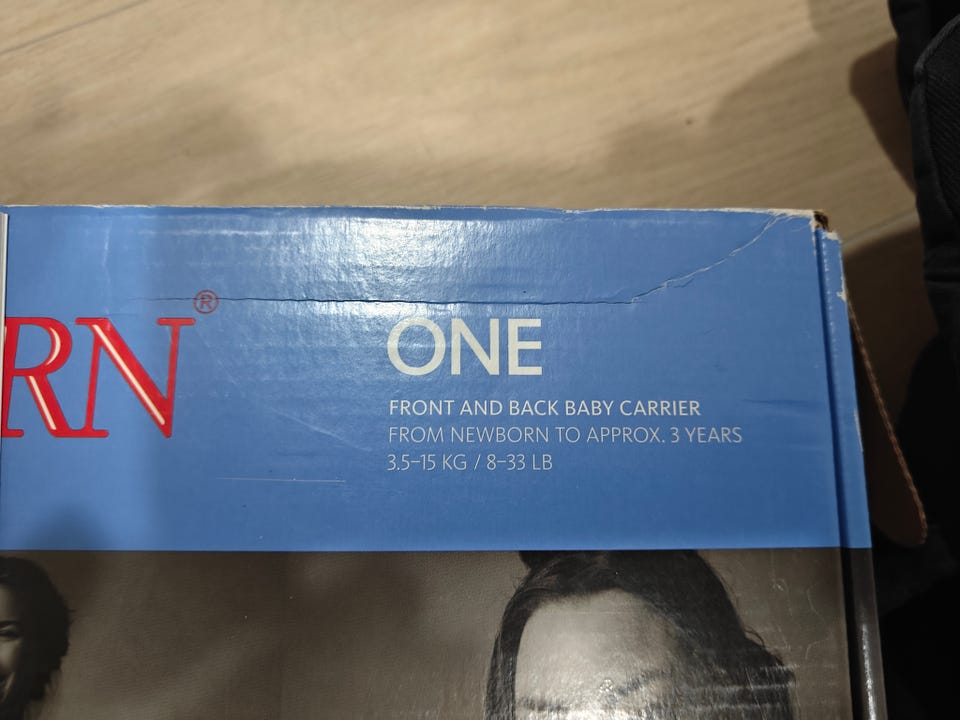 RN®
ONE
FRONT AND BACK BABY CARRIER
FROM NEWBORN TO APPROX. 3 YEARS
3.5–15 KG / 8–33 LB